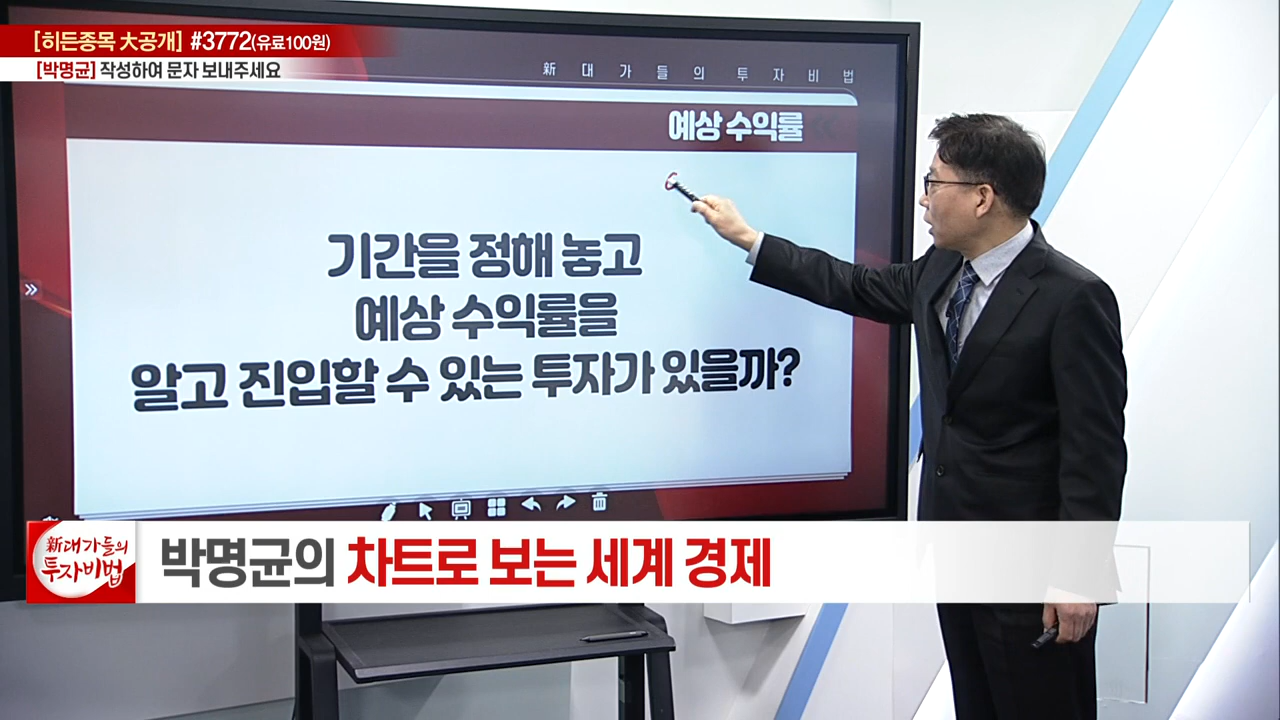 [히든종목 大공개] #3772(유료100원)
[박명균] 작성하여 문자 보내주세요
新 대 가 들 의 투 자 비 법
예상 수익률
기간을 정해 놓고
예상 수익률을
알고 진입할 수 있는 투자가 있을까?
新대가들의
투자비법
박명균의 차트로 보는 세계 경제